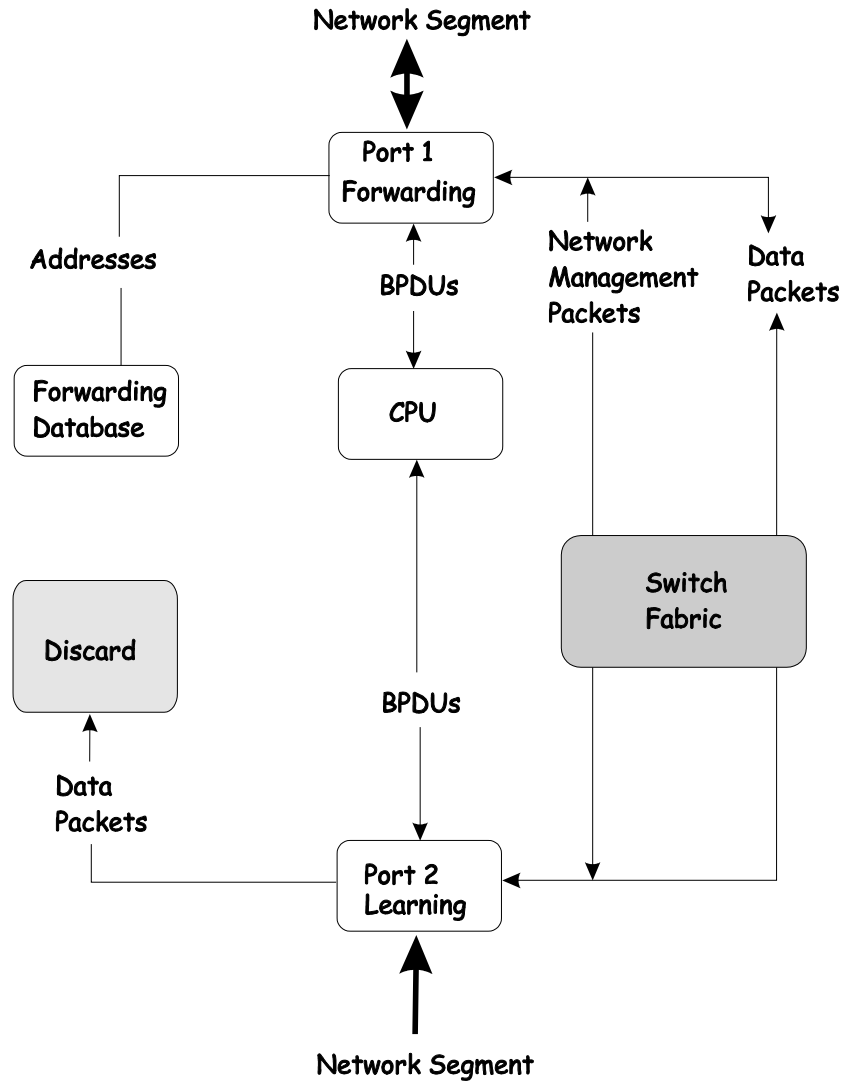 Network Segment
Port 1
Forwarding
Addresses
BPDUs
Network
Management
Packets
Data
Packets
Forwarding
Database
CPU
Switch
Fabric
Discard
BPDUs
Data
Packets
Port 2
Learning
Network Segment